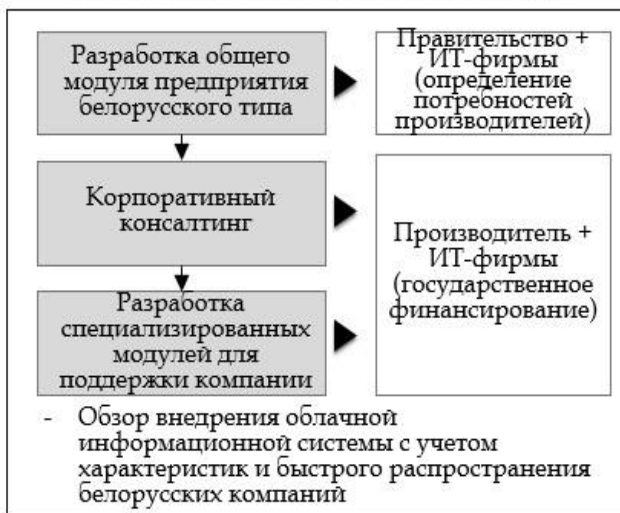 Разработка общего
модуля предприятия
белорусского типа
Правительство +
ИТ-фирмы
(определение
потребностей
производителей)
Корпоративный
консалтинг
Производитель +
ИТ-фирмы
(государственное
финансирование)
Разработка
специализированных
модулей для
поддержки компании
- Обзор внедрения облачной
информационной системы с учетом
характеристик и быстрого распространения
белорусских компаний